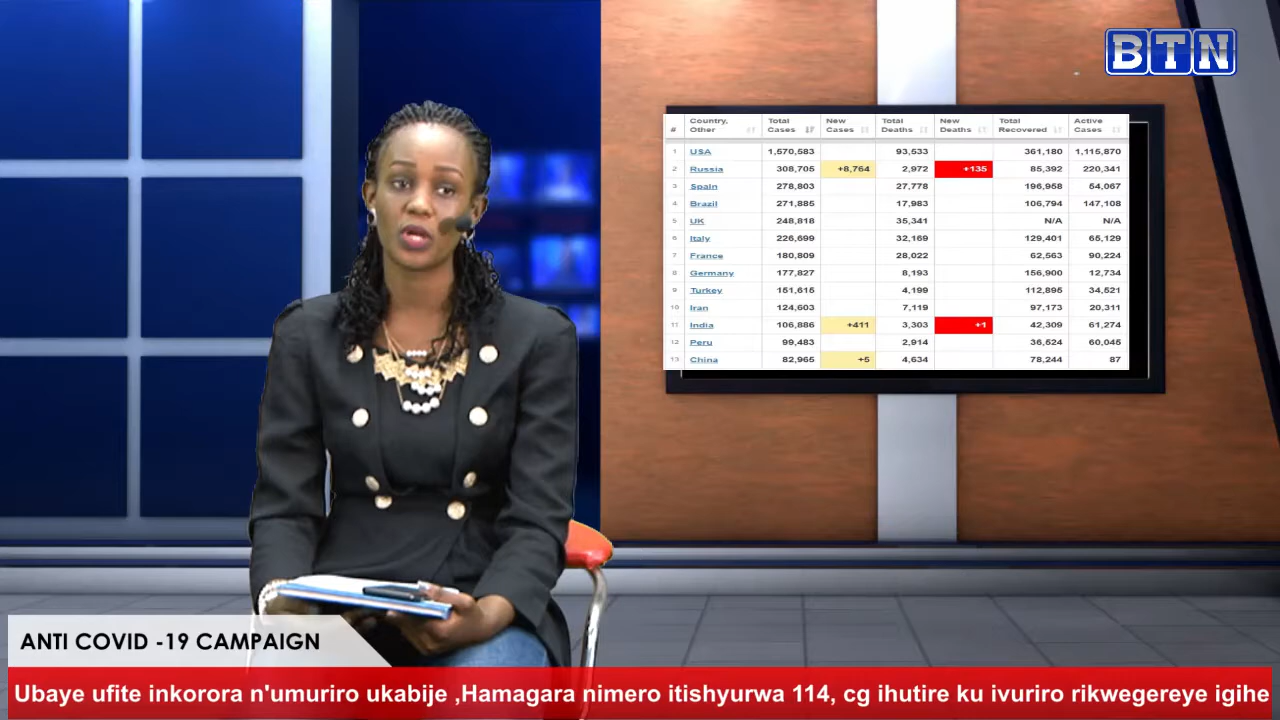 BTN
# Country, Other Total Cases New Cases Total Deaths New Deaths Total Recovered Active Cases
1 USA 1,570,583 93,533 361,180 1,115,870
2 Russia 308,705 +8,764 2,972 +135 85,392 220,341
3 Spain 278,803 27,778 196,958 54,067
4 Brazil 271,885 17,983 106,794 147,108
5 UK 248,818 35,341 N/A N/A
6 Italy 226,699 32,169 129,401 65,129
7 France 180,809 28,022 62,563 90,224
8 Germany 177,827 8,193 156,900 12,734
9 Turkey 151,615 4,199 112,895 34,521
10 Iran 124,603 7,119 97,173 20,311
11 India 106,886 +411 3,303 +1 42,309 61,274
12 Peru 99,483 2,914 36,524 60,045
13 China 82,965 +5 4,634 78,244 87
ANTI COVID -19 CAMPAIGN
Ubaye ufite inkorora n'umuriro ukabije ,Hamagara nimero itishyurwa 114, cg ihutire ku ivuriro rikwegereye igihe